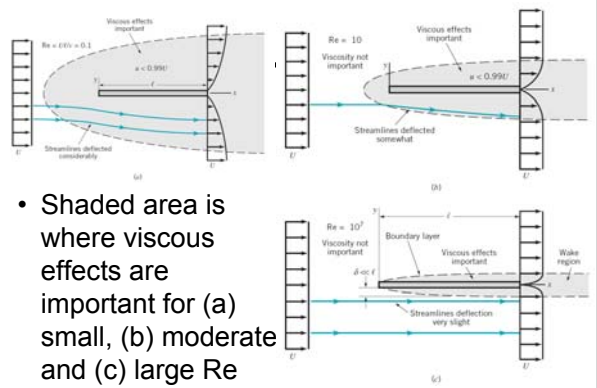 Viscous effects
important
Re = Uℓ/ν = 0.1
u < 0.99U
y
ℓ
x
Streamlines deflected
considerably
U
U
(a)
Re = 10
Viscosity not
important
Viscous effects
important
u < 0.99U
y
x
Streamlines deflected
somewhat
U
U
(b)
• Shaded area is
where viscous
effects are
important for (a)
small, (b) moderate
and (c) large Re
Re = 10⁷
Viscosity not
important
y
ℓ
Boundary layer
Viscous effects
important
Wake
region
δ ≪ ℓ
x
Streamlines deflection
very slight
U
U
(c)